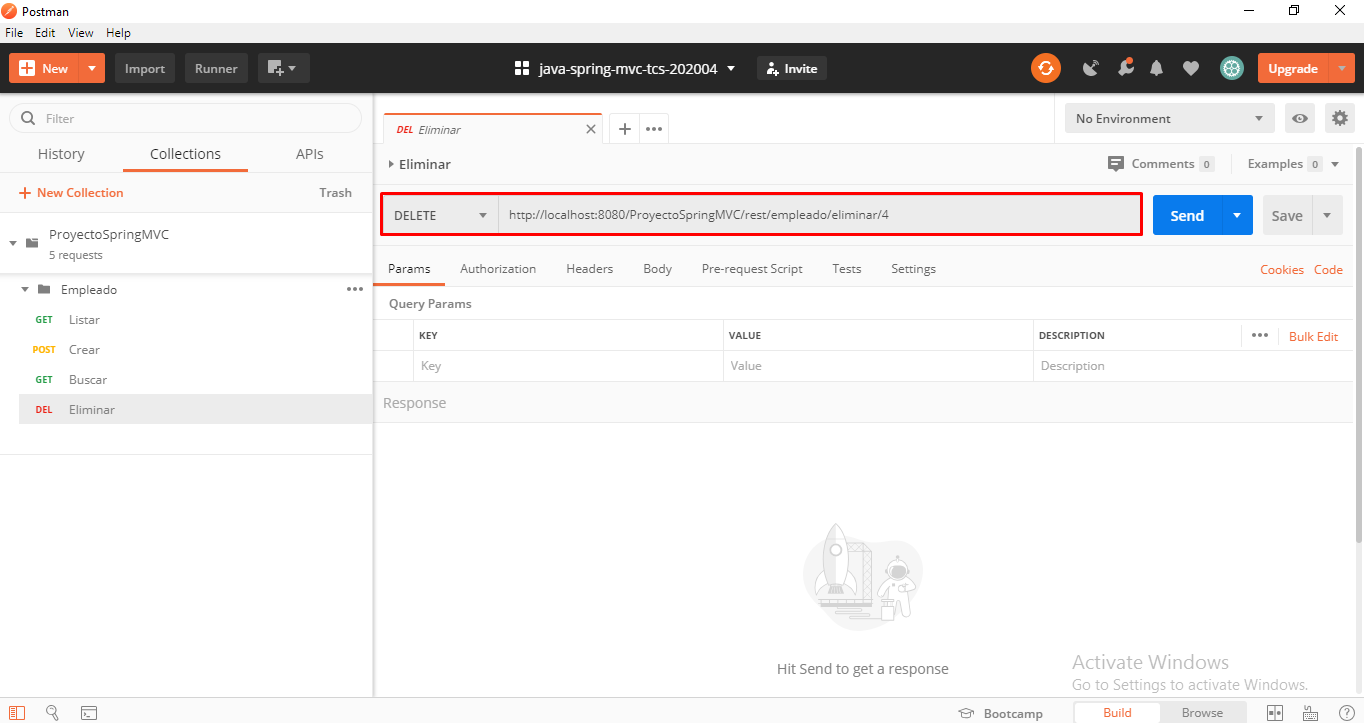 Postman
File Edit View Help
New Import Runner java-spring-mvc-tcs-202004 Invite Upgrade
Filter
History Collections APIs
New Collection Trash
ProyectoSpringMVC
5 requests
Empleado
GET Listar
POST Crear
GET Buscar
DEL Eliminar
DEL Eliminar
No Environment
Eliminar
Comments 0 Examples 0
DELETE http://localhost:8080/ProyectoSpringMVC/rest/empleado/eliminar/4 Send Save
Params Authorization Headers Body Pre-request Script Tests Settings Cookies Code
Query Params
KEY VALUE DESCRIPTION Bulk Edit
Key Value Description
Response
Hit Send to get a response
Activate Windows
Go to Settings to activate Windows.
Bootcamp Build Browse